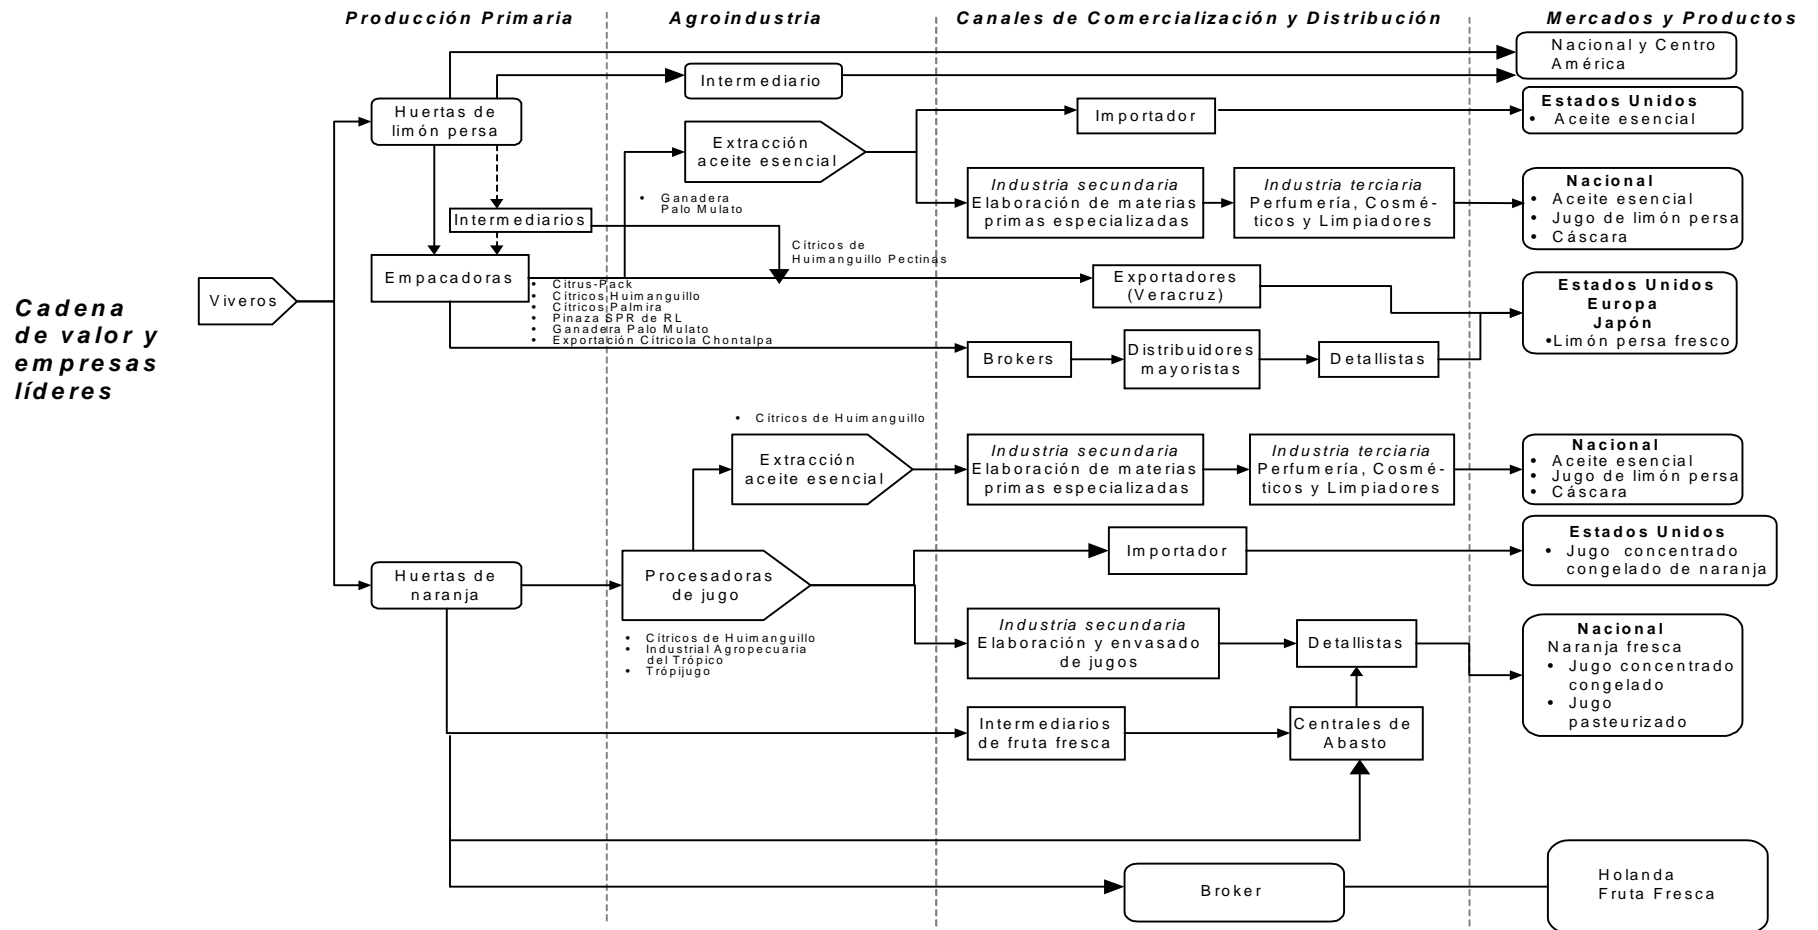 Producción Primaria
Agroindustria
Canales de Comercialización y Distribución
Mercados y Productos
Cadena
de valor y
empresas
líderes
Viveros
Huertas de
limón persa
Intermediario
Nacional y Centro
América
Extracción
aceite esencial
• Ganadera
Palo Mulato
Importador
Estados Unidos
• Aceite esencial
Industria secundaria
Elaboración de materias
primas especializadas
Industria terciaria
Perfumería, Cosmé-
ticos y Limpiadores
Nacional
• Aceite esencial
• Jugo de limón persa
• Cáscara
Intermediarios
Cítricos de
Huimanguillo Pectinas
Empacadoras
• Citrus-Pack
• Cítricos Huimanguillo
• Cítricos Palmira
• Pinaza SPR de RL
• Ganadera Palo Mulato
• Exportación Citrícola Chontalpa
Exportadores
(Veracruz)
Brokers
Distribuidores
mayoristas
Detallistas
Estados Unidos
Europa
Japón
•Limón persa fresco
• Cítricos de Huimanguillo
Extracción
aceite esencial
Industria secundaria
Elaboración de materias
primas especializadas
Industria terciaria
Perfumería, Cosmé-
ticos y Limpiadores
Nacional
• Aceite esencial
• Jugo de limón persa
• Cáscara
Huertas de
naranja
Procesadoras
de jugo
• Cítricos de Huimanguillo
• Industrial Agropecuaria
del Trópico
• Trópijugo
Importador
Estados Unidos
• Jugo concentrado
congelado de naranja
Industria secundaria
Elaboración y envasado
de jugos
Detallistas
Nacional
Naranja fresca
• Jugo concentrado
congelado
• Jugo
pasteurizado
Intermediarios
de fruta fresca
Centrales de
Abasto
Broker
Holanda
Fruta Fresca